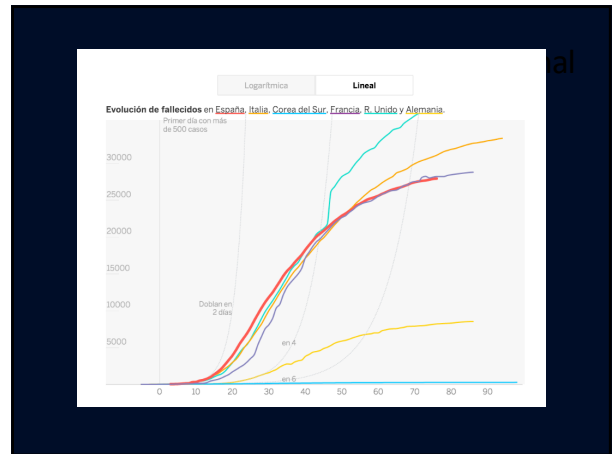 Logarítmica Lineal
Evolución de fallecidos en España, Italia, Corea del Sur, Francia, R. Unido y Alemania.
Primer día con más
de 500 casos
30000
25000
20000
15000
10000
5000
Doblan en
2 días
en 4
en 6
0 10 20 30 40 50 60 70 80 90